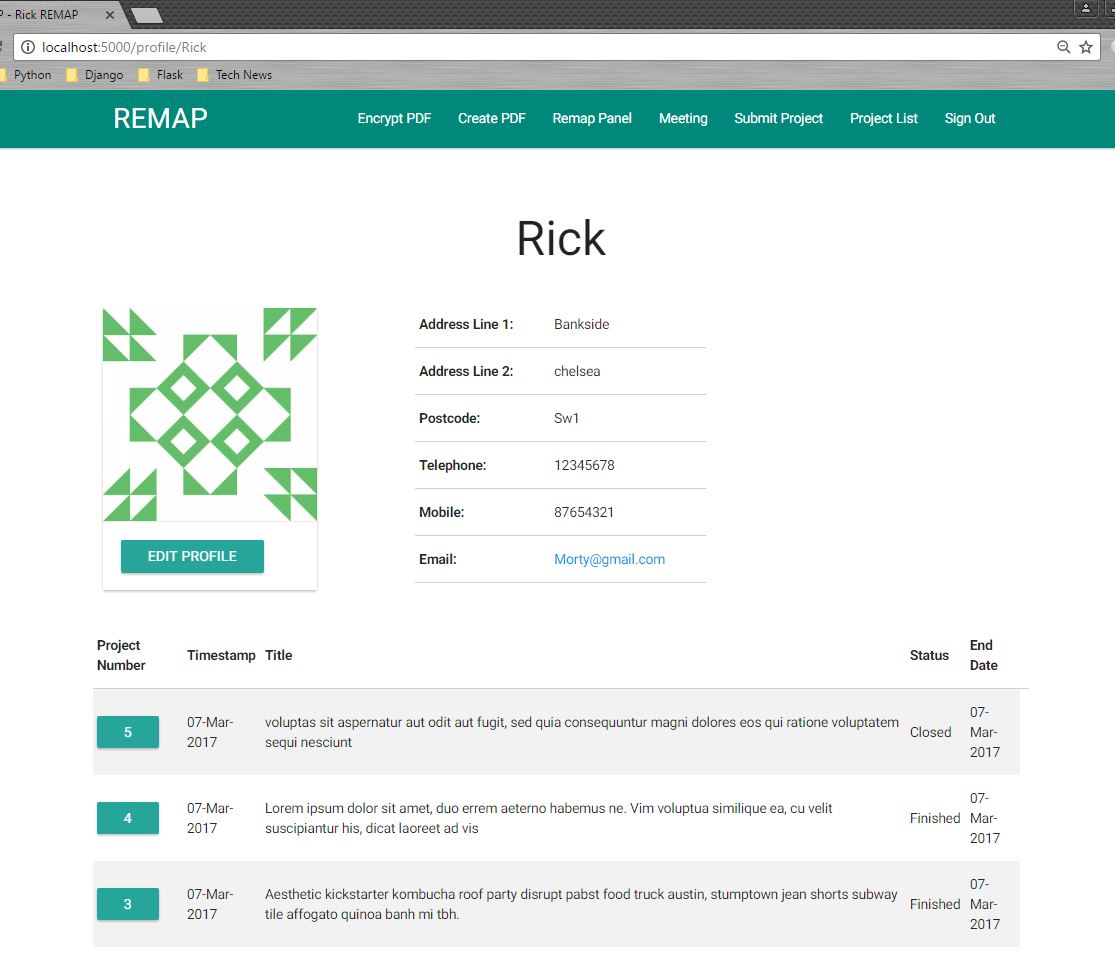 P - Rick REMAP
localhost:5000/profile/Rick
Python Django Flask Tech News
REMAP Encrypt PDF Create PDF Remap Panel Meeting Submit Project Project List Sign Out
Rick
Address Line 1: Bankside
Address Line 2: chelsea
Postcode: Sw1
Telephone: 12345678
Mobile: 87654321
Email: Morty@gmail.com
EDIT PROFILE
Project
Number
Timestamp
Title
Status
End
Date
5
07-Mar-
2017
voluptas sit aspernatur aut odit aut fugit, sed quia consequuntur magni dolores eos qui ratione voluptatem
sequi nesciunt
Closed
07-
Mar-
2017
4
07-Mar-
2017
Lorem ipsum dolor sit amet, duo errem aeterno habemus ne. Vim voluptua similique ea, cu velit
suscipiantur his, dicat laoreet ad vis
Finished
07-
Mar-
2017
3
07-Mar-
2017
Aesthetic kickstarter kombucha roof party disrupt pabst food truck austin, stumptown jean shorts subway
tile affogato quinoa banh mi tbh.
Finished
07-
Mar-
2017